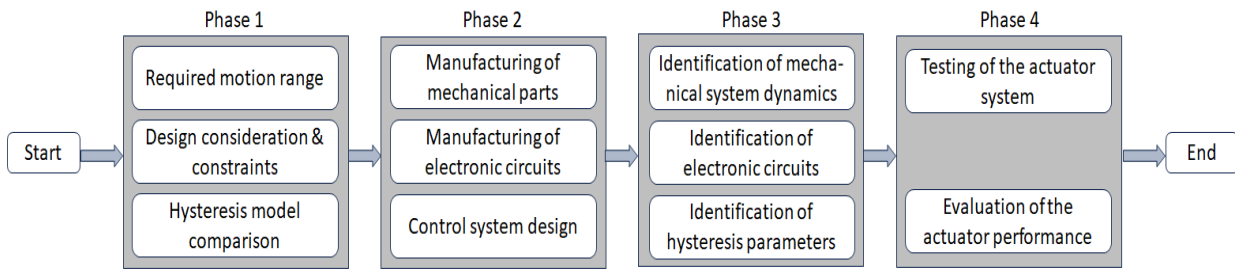 Phase 1
Phase 2
Phase 3
Phase 4
Start
Required motion range
Design consideration &
constraints
Hysteresis model
comparison
Manufacturing of
mechanical parts
Manufacturing of
electronic circuits
Control system design
Identification of mecha-
nical system dynamics
Identification of
electronic circuits
Identification of
hysteresis parameters
Testing of the actuator
system
Evaluation of the
actuator performance
End